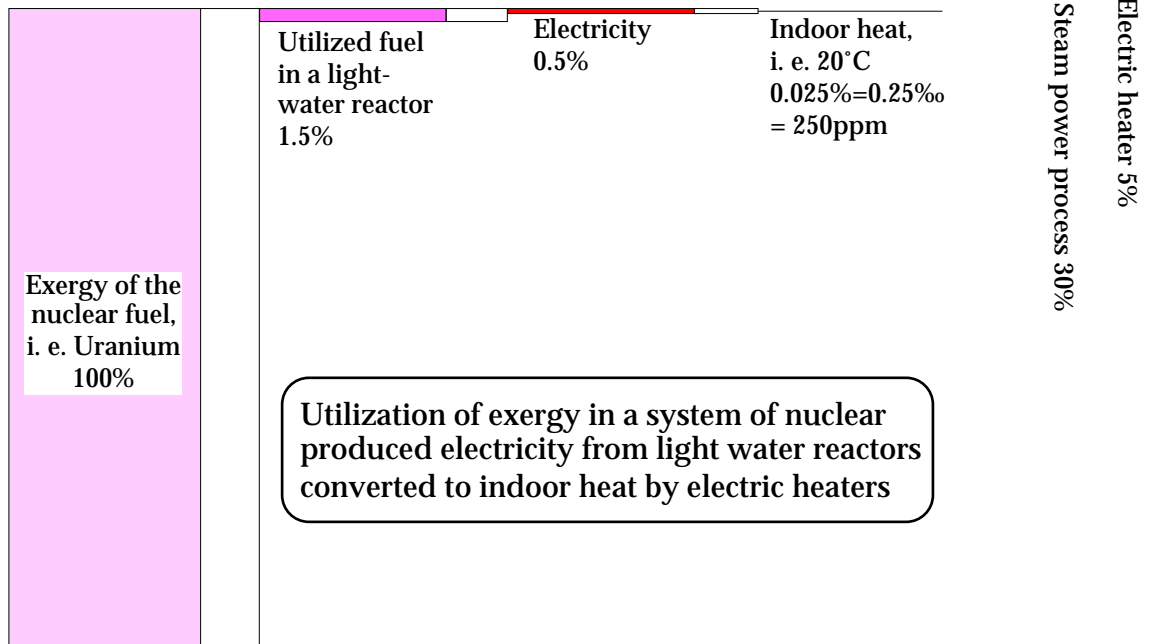 Utilized fuel
in a light-
water reactor
1.5%
Electricity
0.5%
Indoor heat,
i. e. 20˚C
0.025%=0.25‰
= 250ppm
Electric heater 5%
Steam power process 30%
Exergy of the
nuclear fuel,
i. e. Uranium
100%
Utilization of exergy in a system of nuclear
produced electricity from light water reactors
converted to indoor heat by electric heaters